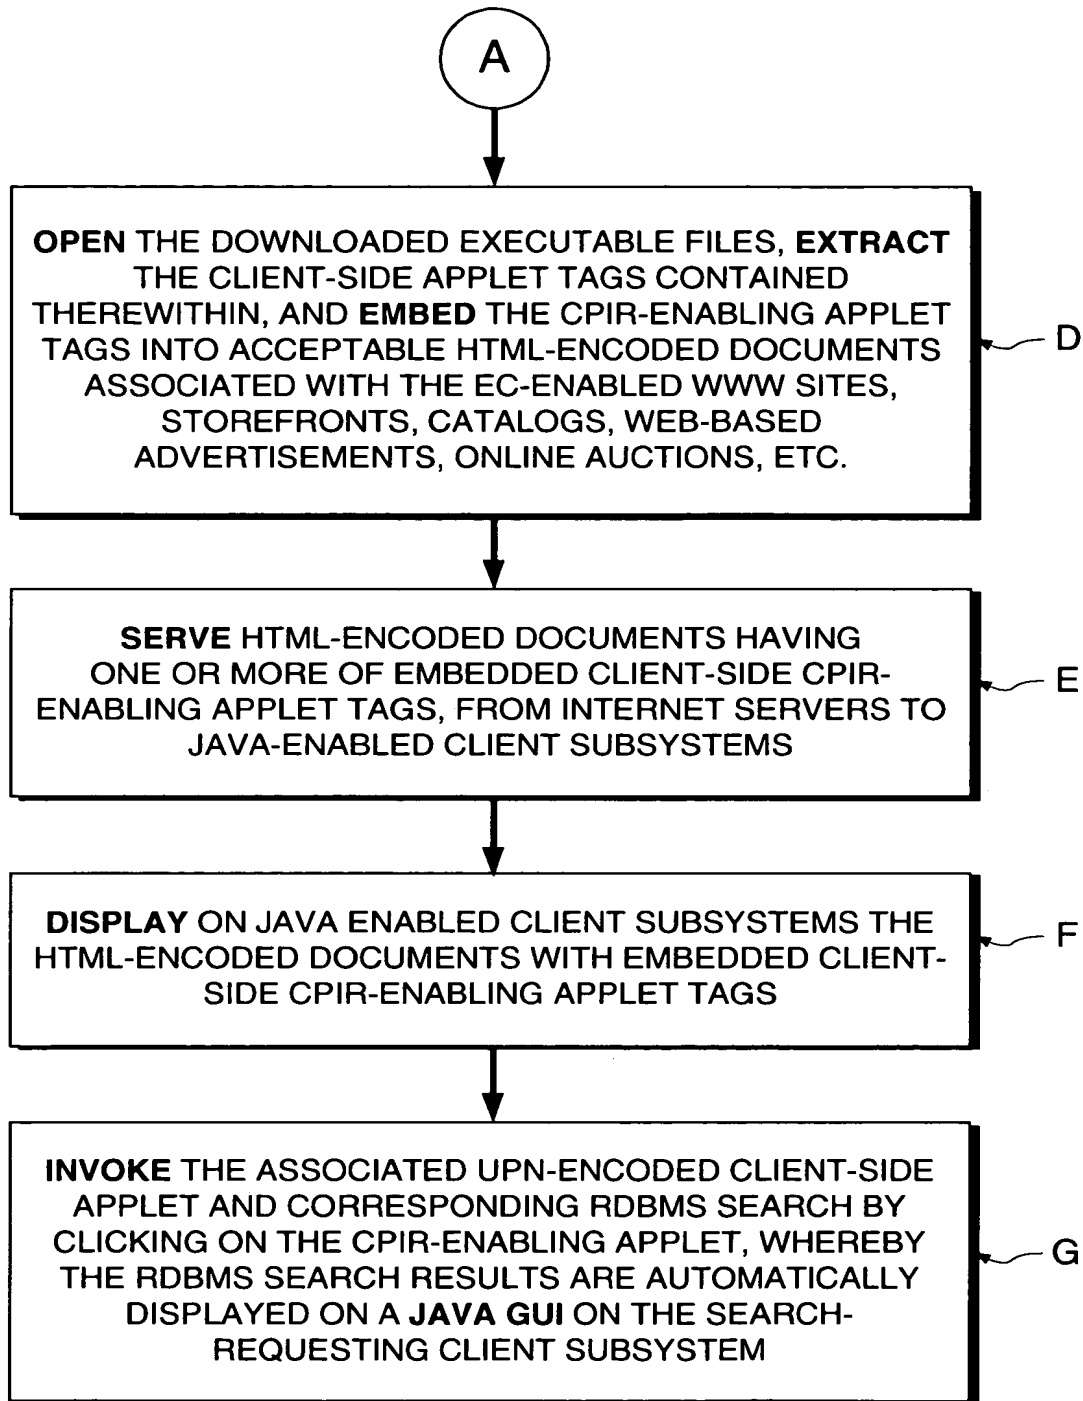 A
OPEN THE DOWNLOADED EXECUTABLE FILES, EXTRACT
THE CLIENT-SIDE APPLET TAGS CONTAINED
THEREWITHIN, AND EMBED THE CPIR-ENABLING APPLET
TAGS INTO ACCEPTABLE HTML-ENCODED DOCUMENTS
ASSOCIATED WITH THE EC-ENABLED WWW SITES,
STOREFRONTS, CATALOGS, WEB-BASED
ADVERTISEMENTS, ONLINE AUCTIONS, ETC.
D
SERVE HTML-ENCODED DOCUMENTS HAVING
ONE OR MORE OF EMBEDDED CLIENT-SIDE CPIR-
ENABLING APPLET TAGS, FROM INTERNET SERVERS TO
JAVA-ENABLED CLIENT SUBSYSTEMS
E
DISPLAY ON JAVA ENABLED CLIENT SUBSYSTEMS THE
HTML-ENCODED DOCUMENTS WITH EMBEDDED CLIENT-
SIDE CPIR-ENABLING APPLET TAGS
F
INVOKE THE ASSOCIATED UPN-ENCODED CLIENT-SIDE
APPLET AND CORRESPONDING RDBMS SEARCH BY
CLICKING ON THE CPIR-ENABLING APPLET, WHEREBY
THE RDBMS SEARCH RESULTS ARE AUTOMATICALLY
DISPLAYED ON A JAVA GUI ON THE SEARCH-
REQUESTING CLIENT SUBSYSTEM
G